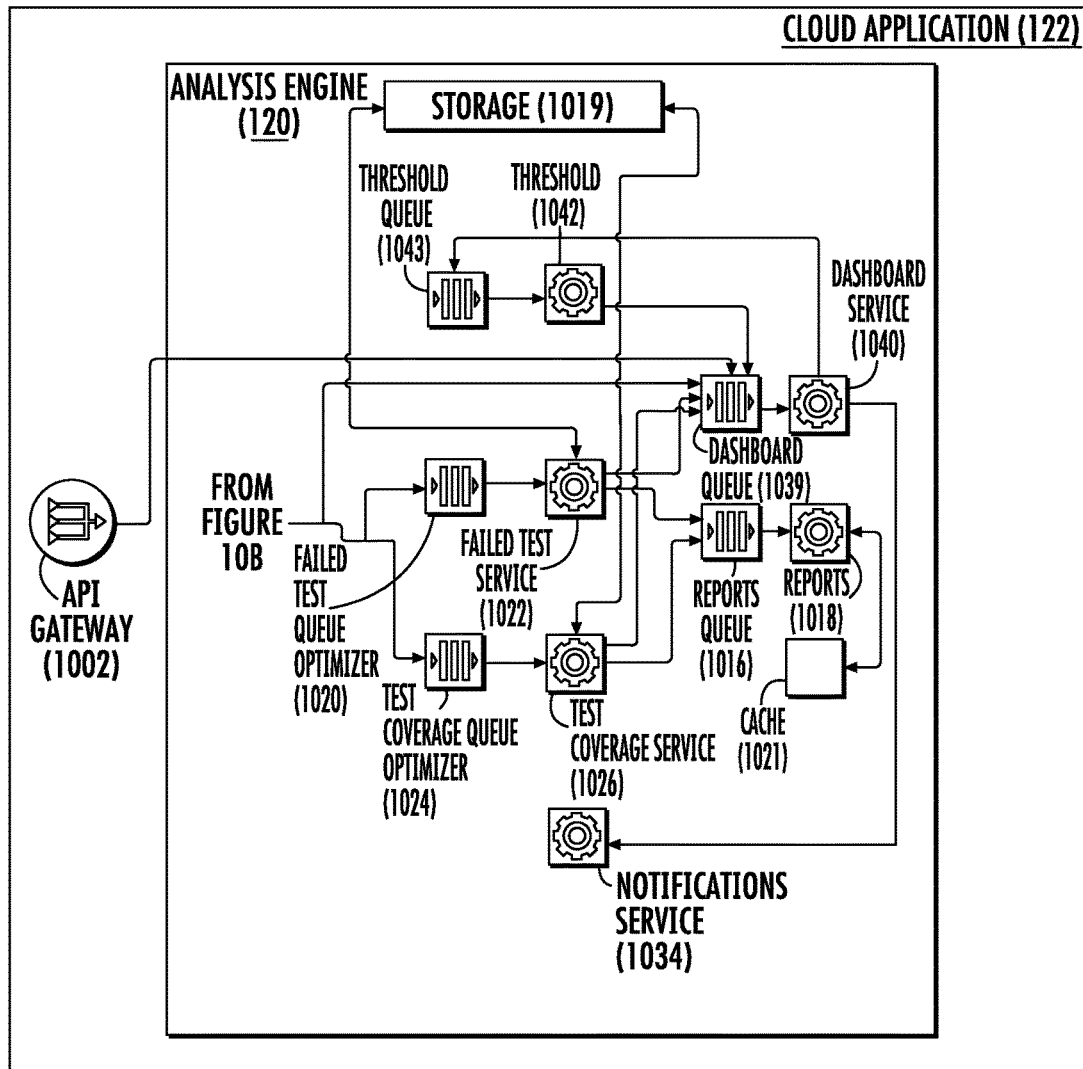 CLOUD APPLICATION (122)
ANALYSIS ENGINE
(120)
STORAGE (1019)
THRESHOLD
QUEUE
(1043)
THRESHOLD
(1042)
DASHBOARD
SERVICE
(1040)
DASHBOARD
QUEUE (1039)
FROM
FIGURE
10B
API
GATEWAY
(1002)
FAILED
TEST
QUEUE
OPTIMIZER
(1020)
FAILED TEST
SERVICE
(1022)
REPORTS
QUEUE
(1016)
REPORTS
(1018)
CACHE
(1021)
TEST
COVERAGE QUEUE
OPTIMIZER
(1024)
TEST
COVERAGE SERVICE
(1026)
NOTIFICATIONS
SERVICE
(1034)